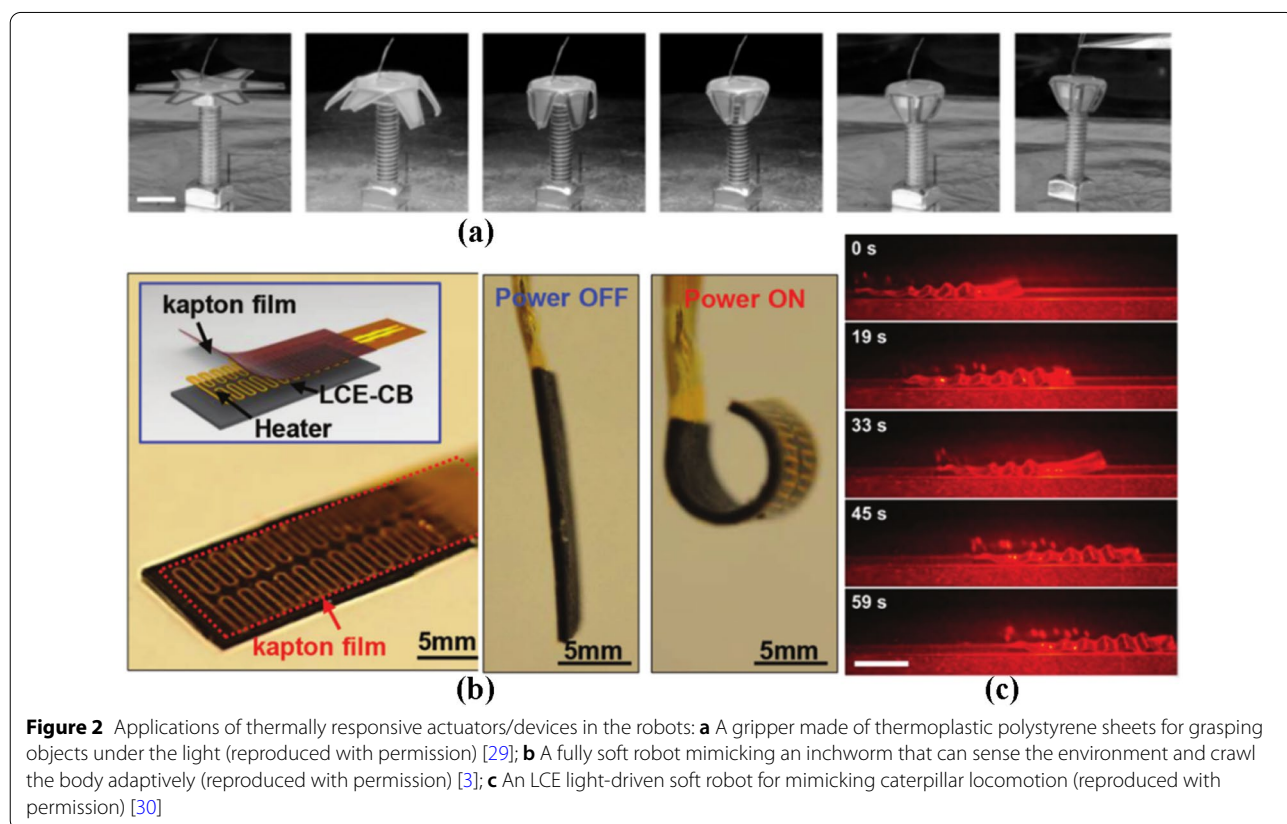 (a)
kapton film
LCE-CB
Heater
kapton film
5mm
Power OFF
5mm
Power ON
5mm
(b)
0 s
19 s
33 s
45 s
59 s
(c)
Figure 2 Applications of thermally responsive actuators/devices in the robots: a A gripper made of thermoplastic polystyrene sheets for grasping
objects under the light (reproduced with permission) [29]; b A fully soft robot mimicking an inchworm that can sense the environment and crawl
the body adaptively (reproduced with permission) [3]; c An LCE light-driven soft robot for mimicking caterpillar locomotion (reproduced with
permission) [30]